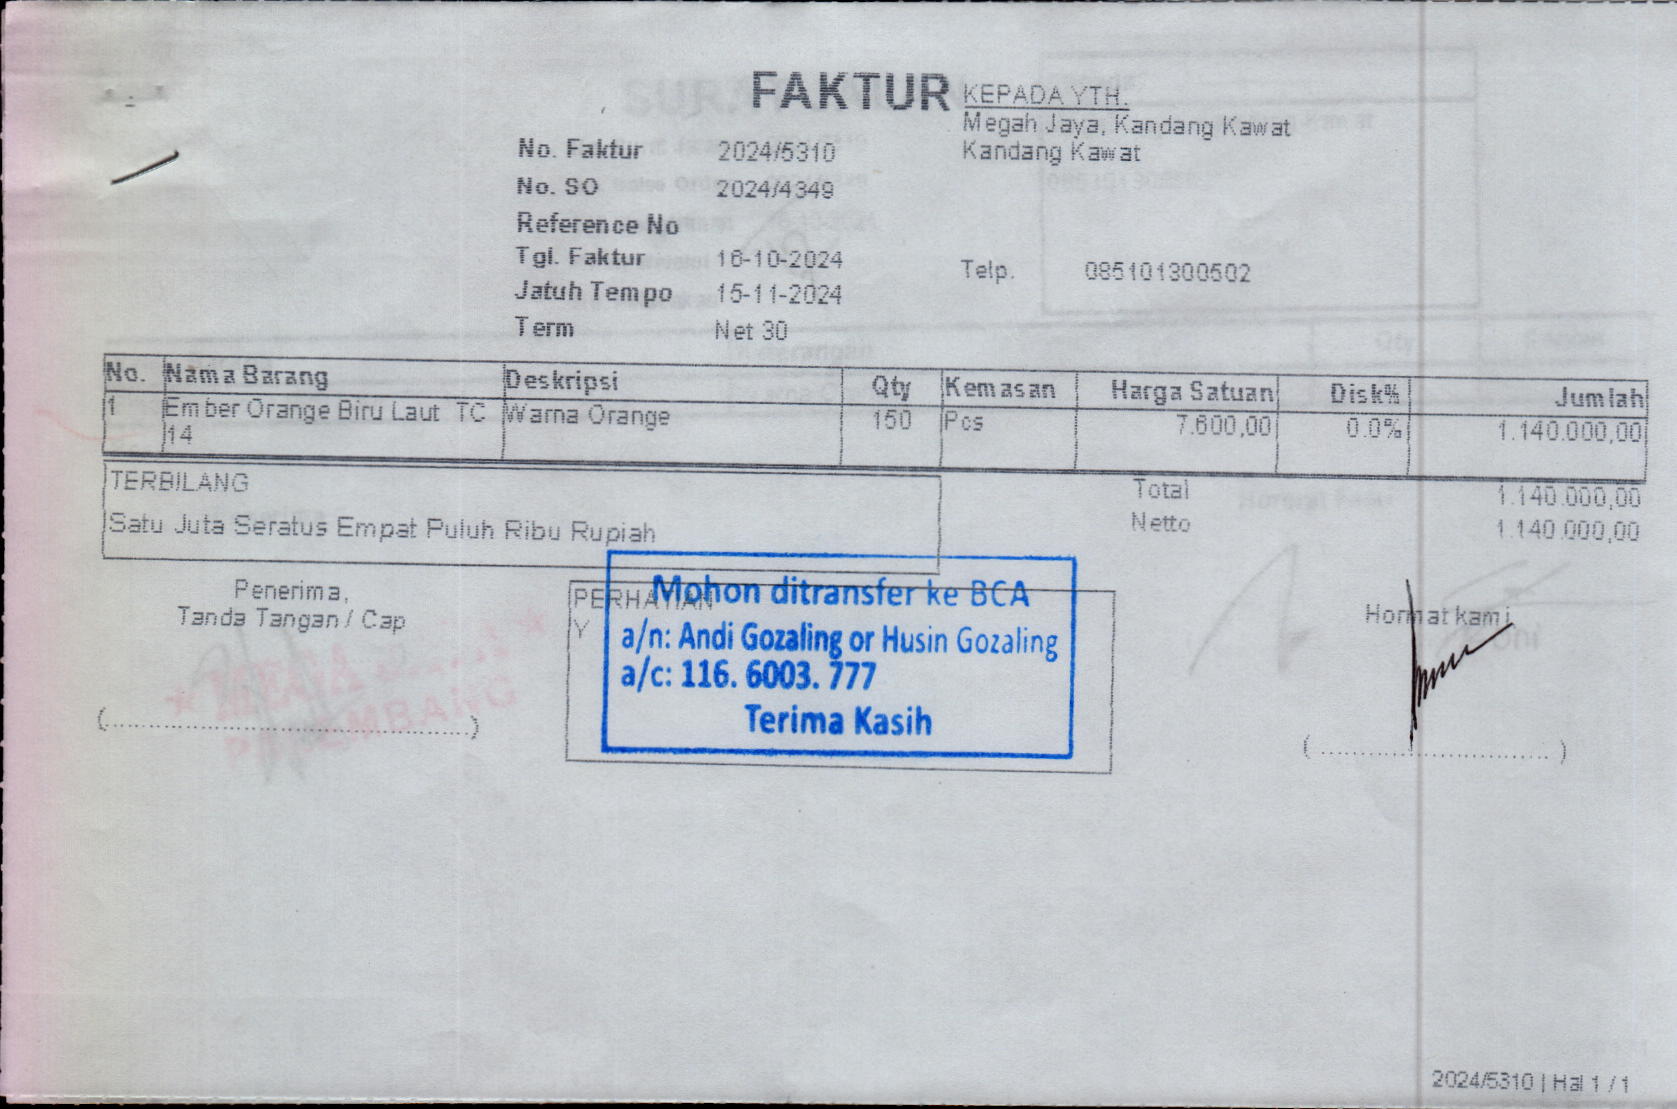 FAKTUR
KEPADA YTH.
Megah Jaya, Kandang Kawat
Kandang Kawat
No. Faktur 2024/5310
No. SO 2024/4349
Reference No
Tgl. Faktur 16-10-2024
Telp. 085101300502
Jatuh Tempo 15-11-2024
Term Net 30
No. Nama Barang Deskripsi Qty Kemasan Harga Satuan Disk% Jumlah
1 Ember Orange Biru Laut TC Warna Orange 150 Pcs 7.600,00 0.0% 1.140.000,00
14
TERBILANG
Satu Juta Seratus Empat Puluh Ribu Rupiah
Total 1.140.000,00
Netto 1.140.000,00
Penerima,
Tanda Tangan / Cap
(....................................................)
PERHATIAN
Y
Mohon ditransfer ke BCA
a/n: Andi Gozaling or Husin Gozaling
a/c: 116. 6003. 777
Terima Kasih
Hormat kami
(....................................)
2024/5310 | Hal 1 / 1